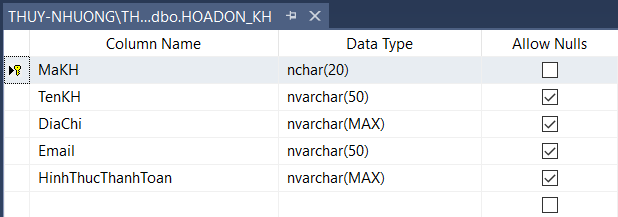 THUY-NHUONG\TH...dbo.HOADON_KH
Column Name Data Type Allow Nulls
MaKH nchar(20)
TenKH nvarchar(50)
DiaChi nvarchar(MAX)
Email nvarchar(50)
HinhThucThanhToan nvarchar(MAX)